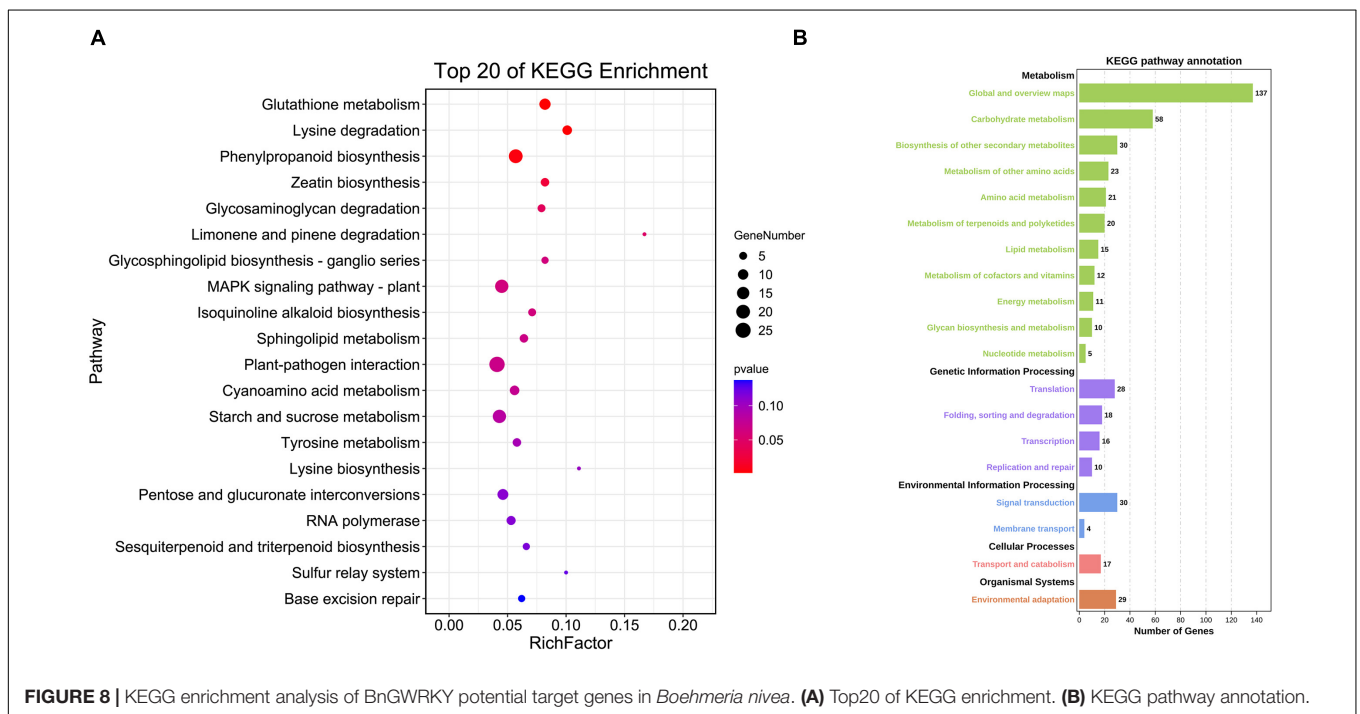 A
Top 20 of KEGG Enrichment
Pathway
Glutathione metabolism
Lysine degradation
Phenylpropanoid biosynthesis
Zeatin biosynthesis
Glycosaminoglycan degradation
Limonene and pinene degradation
Glycosphingolipid biosynthesis - ganglio series
MAPK signaling pathway - plant
Isoquinoline alkaloid biosynthesis
Sphingolipid metabolism
Plant-pathogen interaction
Cyanoamino acid metabolism
Starch and sucrose metabolism
Tyrosine metabolism
Lysine biosynthesis
Pentose and glucuronate interconversions
RNA polymerase
Sesquiterpenoid and triterpenoid biosynthesis
Sulfur relay system
Base excision repair
0.00 0.05 0.10 0.15 0.20
RichFactor
GeneNumber
5
10
15
20
25
pvalue
0.10
0.05
B
KEGG pathway annotation
Metabolism
Global and overview maps 137
Carbohydrate metabolism 58
Biosynthesis of other secondary metabolites 30
Metabolism of other amino acids 23
Amino acid metabolism 21
Metabolism of terpenoids and polyketides 20
Lipid metabolism 15
Metabolism of cofactors and vitamins 12
Energy metabolism 11
Glycan biosynthesis and metabolism 10
Nucleotide metabolism 5
Genetic Information Processing
Translation 28
Folding, sorting and degradation 18
Transcription 16
Replication and repair 10
Environmental Information Processing
Signal transduction 30
Membrane transport 4
Cellular Processes
Transport and catabolism 17
Organismal Systems
Environmental adaptation 29
0 20 40 60 80 100 120 140
Number of Genes
FIGURE 8 | KEGG enrichment analysis of BnGWRKY potential target genes in Boehmeria nivea. (A) Top20 of KEGG enrichment. (B) KEGG pathway annotation.